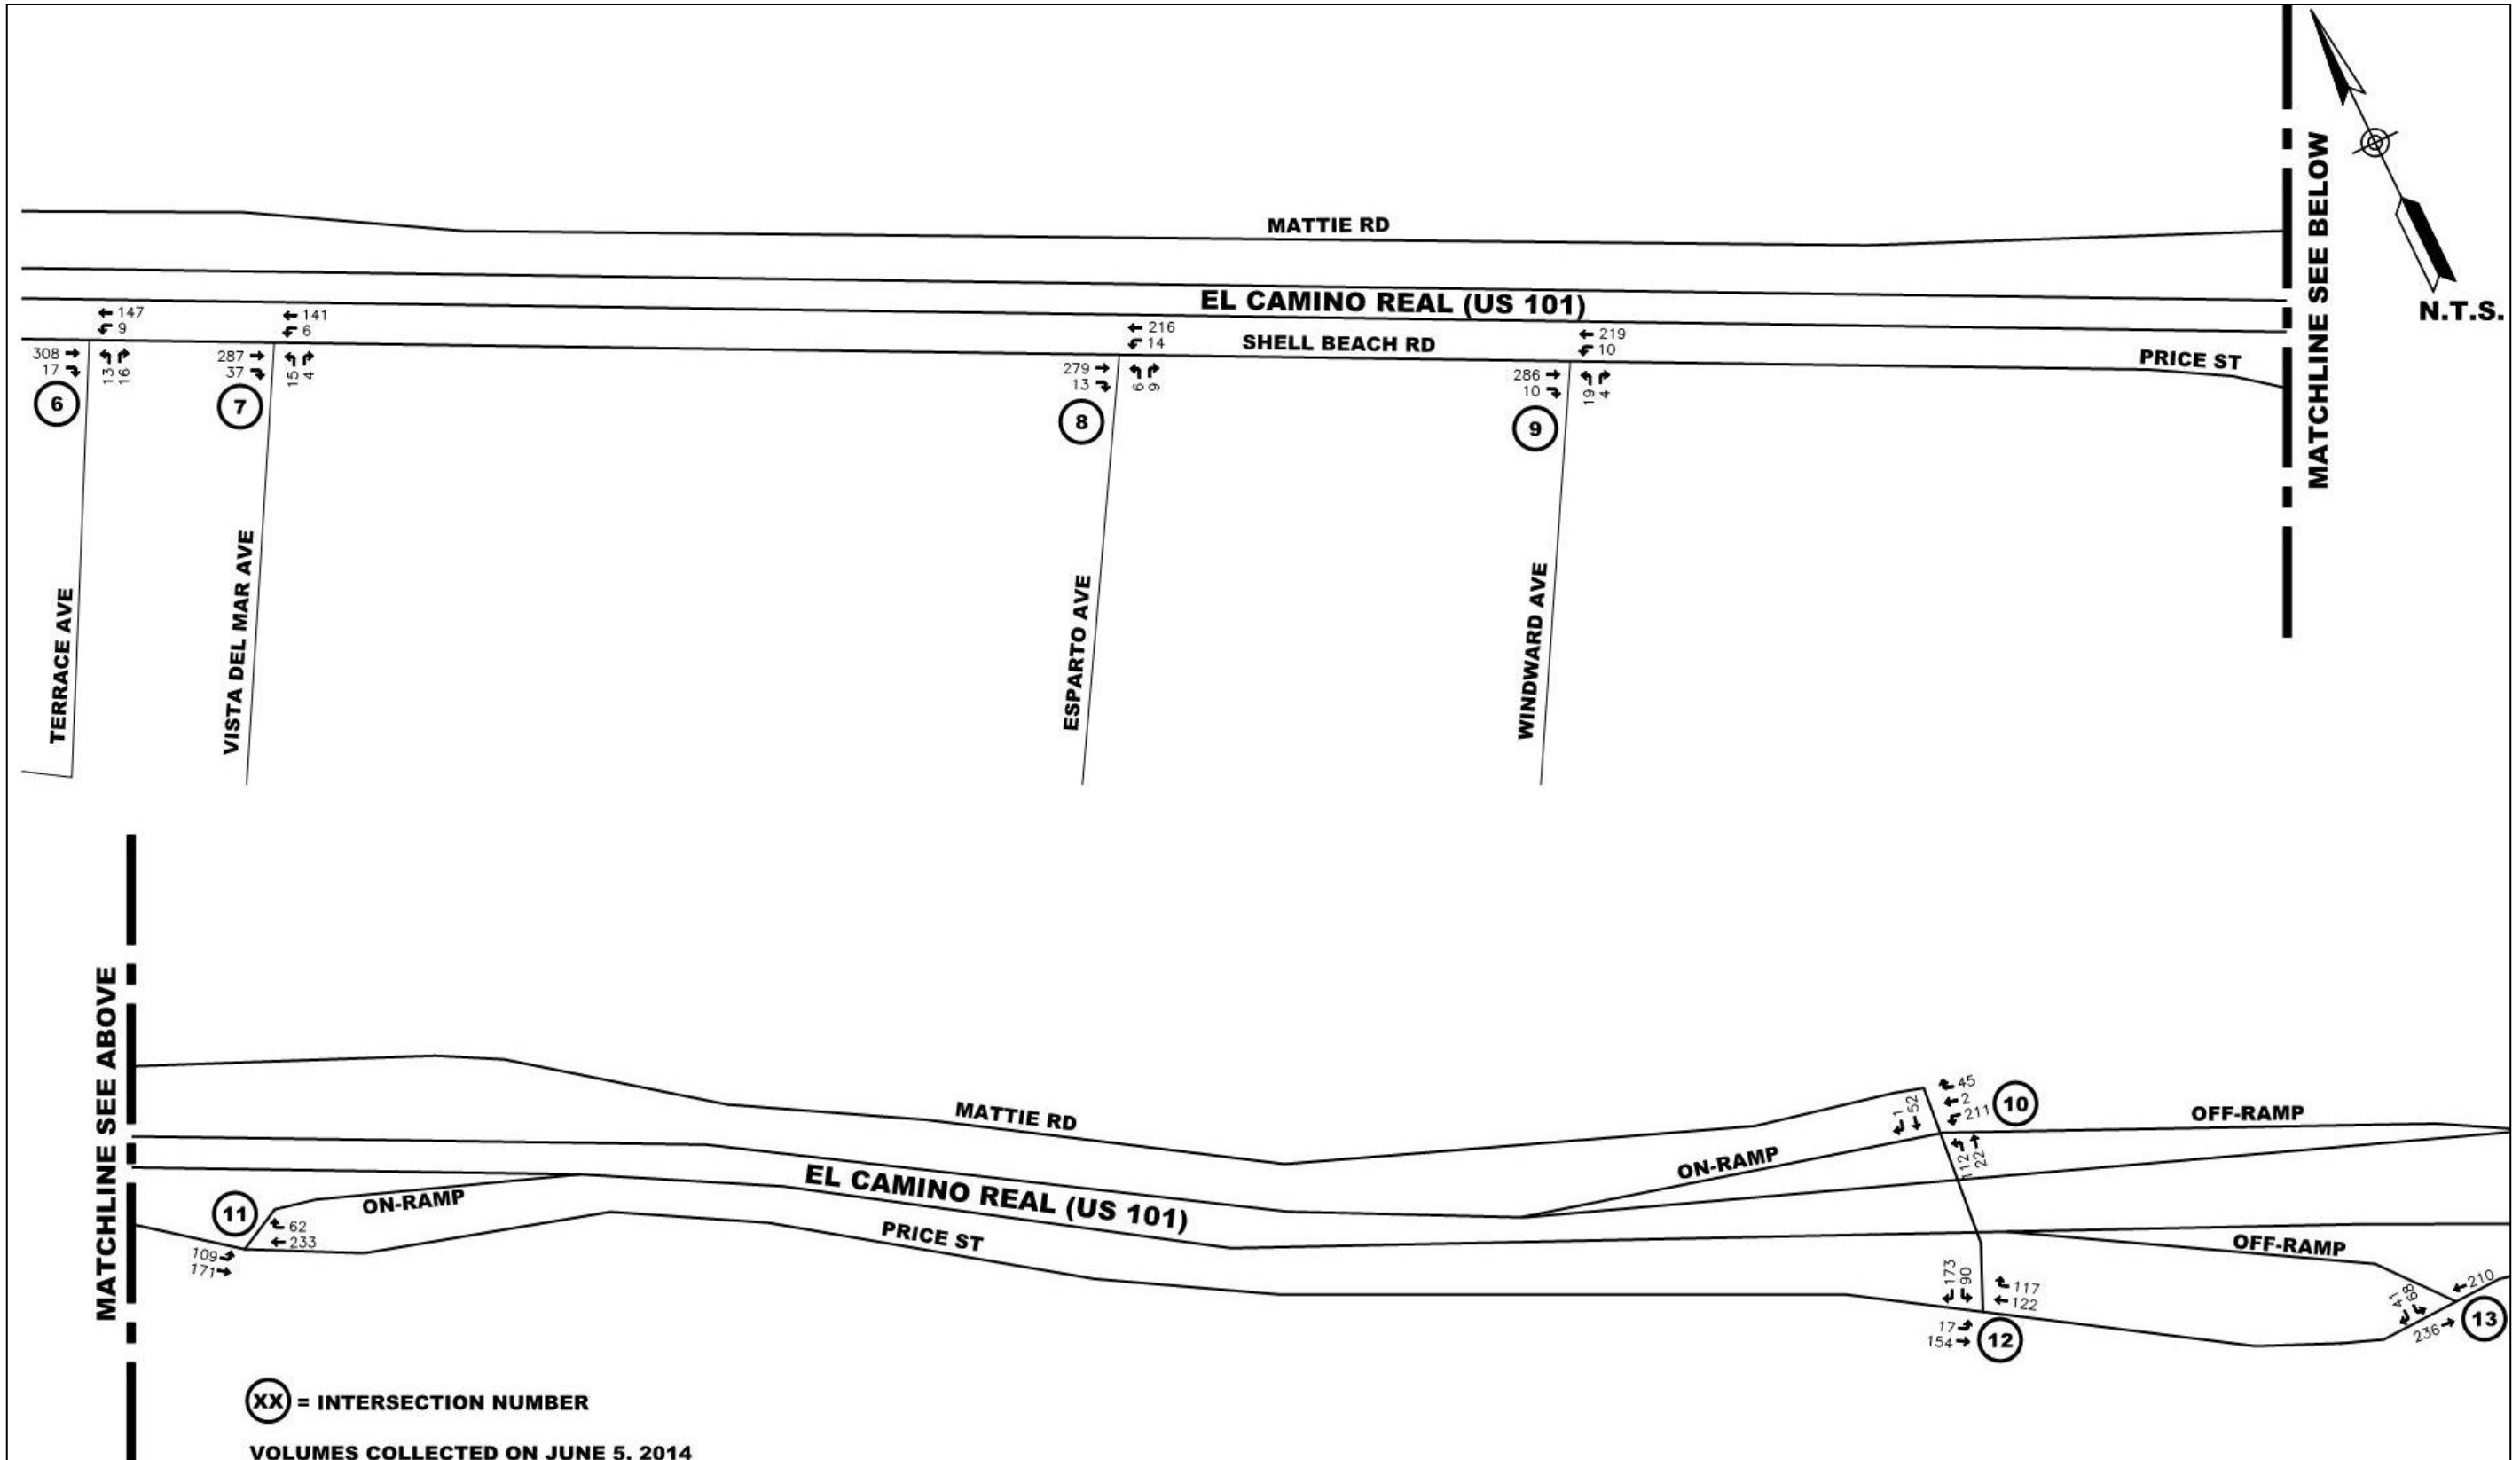 MATTIE RD
EL CAMINO REAL (US 101)
SHELL BEACH RD
PRICE ST
MATCHLINE SEE BELOW
N.T.S.
147
9
308
17
13
16
6
TERRACE AVE
141
6
287
37
15
4
7
VISTA DEL MAR AVE
216
14
279
13
6
9
8
ESPARTO AVE
219
10
286
10
19
4
9
WINDWARD AVE
MATCHLINE SEE ABOVE
MATTIE RD
EL CAMINO REAL (US 101)
ON-RAMP
PRICE ST
11
62
233
109
171
ON-RAMP
45
2
211
10
1
52
112
22
OFF-RAMP
OFF-RAMP
173
90
117
122
17
154
12
210
41
68
236
13
XX = INTERSECTION NUMBER
VOLUMES COLLECTED ON JUNE 5, 2014